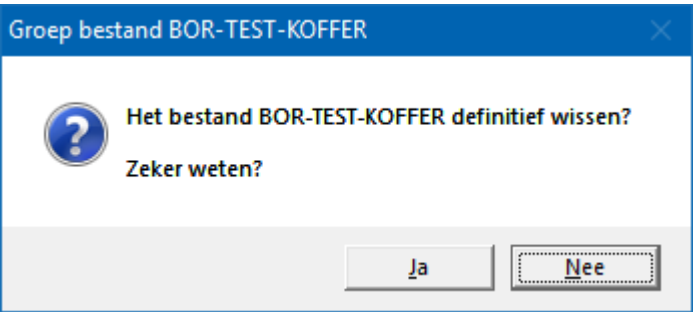 Groep bestand BOR-TEST-KOFFER
Het bestand BOR-TEST-KOFFER definitief wissen?
Zeker weten?
Ja
Nee